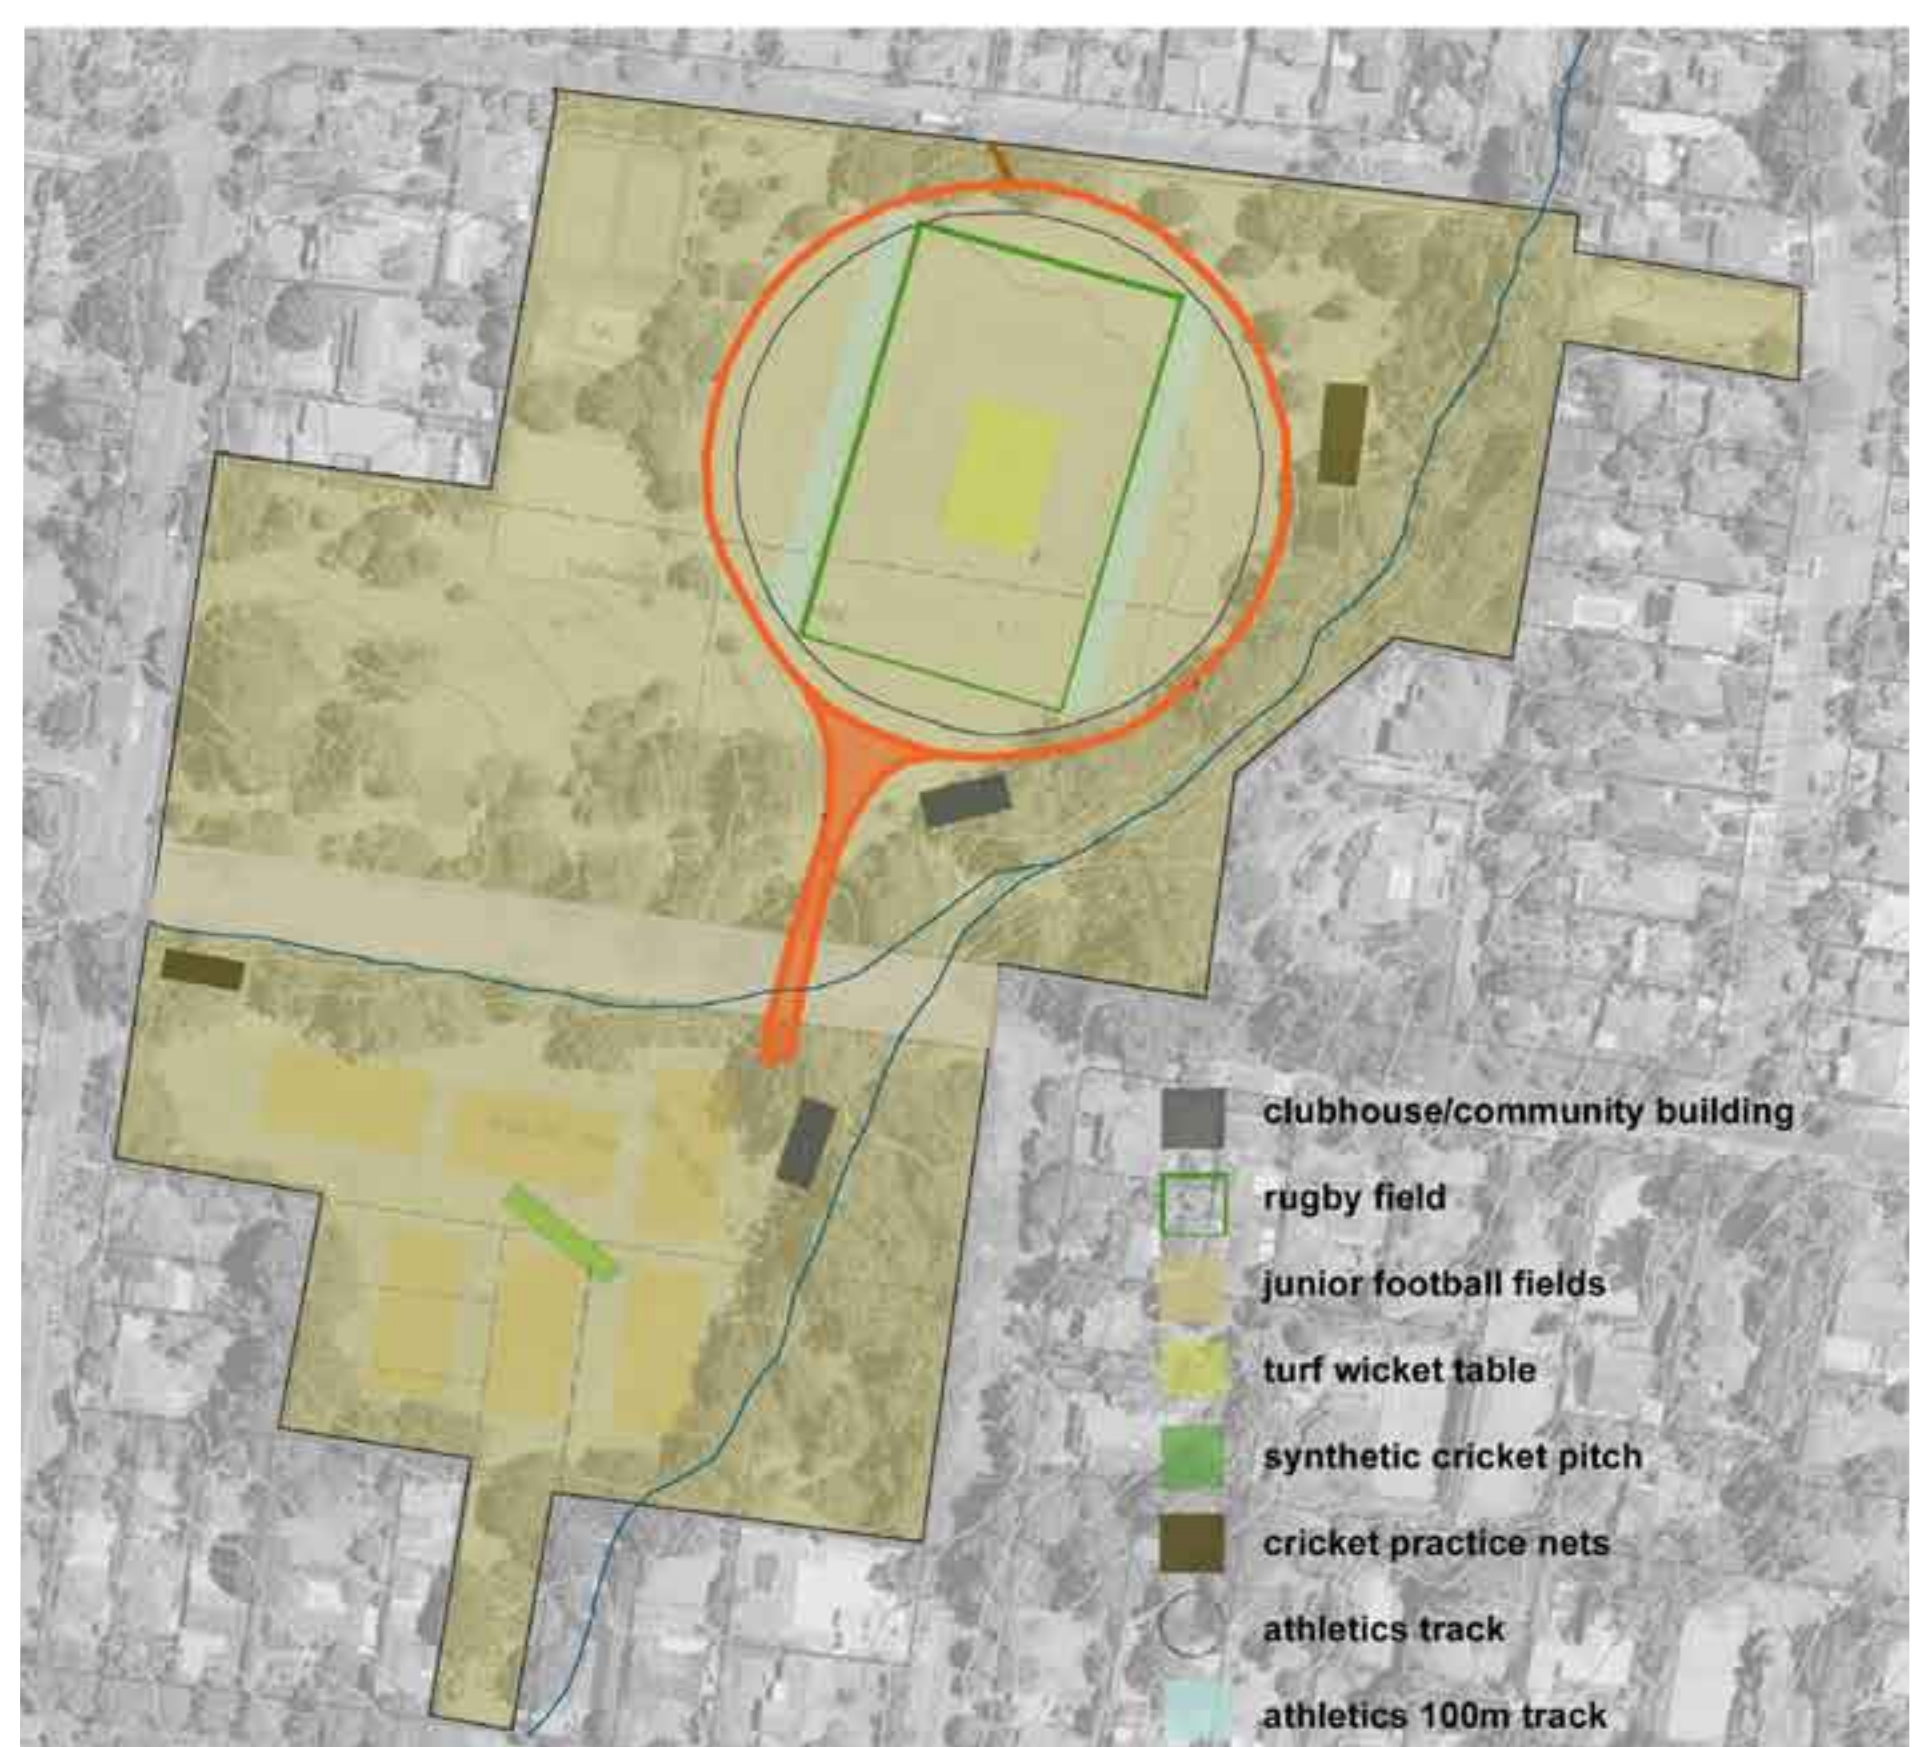 clubhouse/community building
rugby field
junior football fields
turf wicket table
synthetic cricket pitch
cricket practice nets
athletics track
athletics 100m track